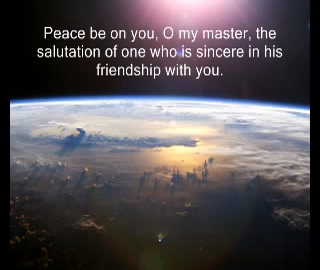 Peace be on you, O my master, the
salutation of one who is sincere in his
friendship with you.